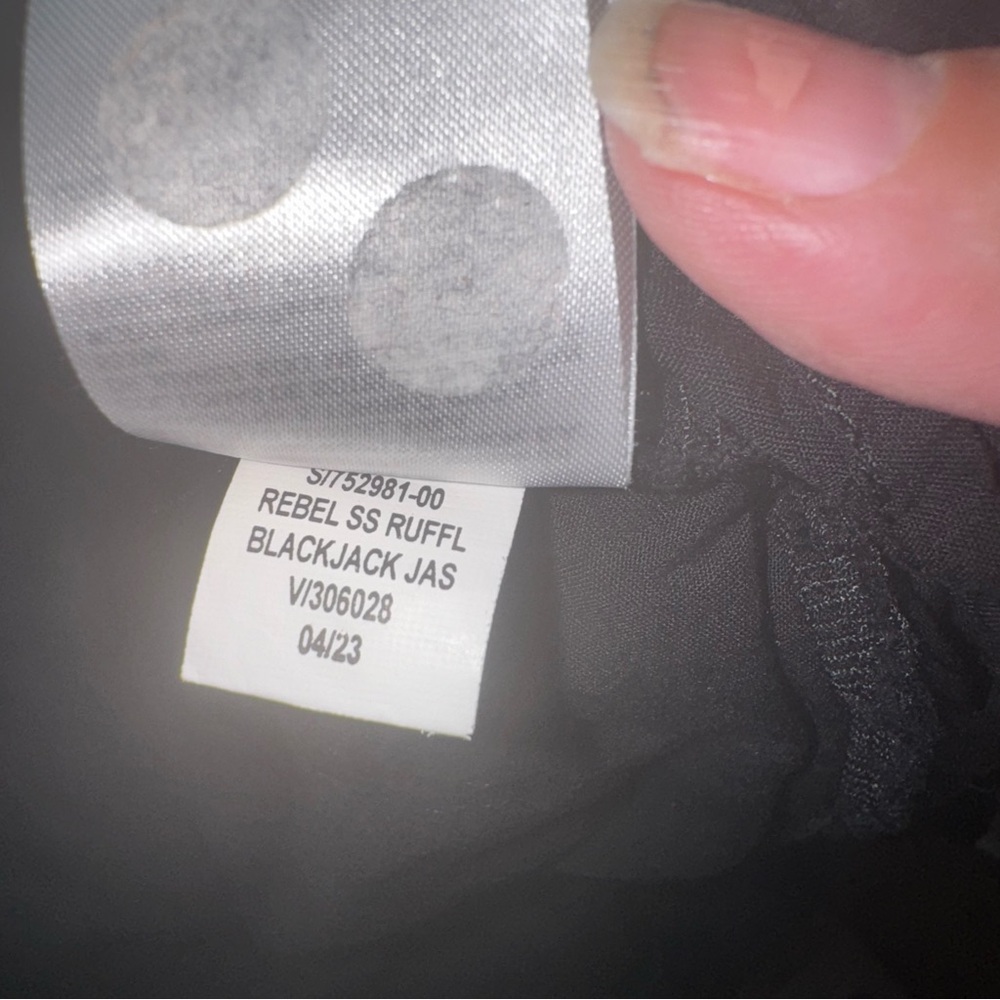 S/752981-00
REBEL SS RUFFL
BLACKJACK JAS
V/306028
04/23